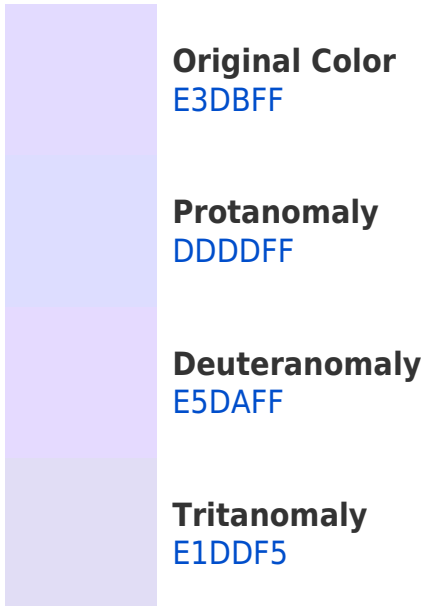 Original Color
E3DBFF
Protanomaly
DDDDFF
Deuteranomaly
E5DAFF
Tritanomaly
E1DDF5